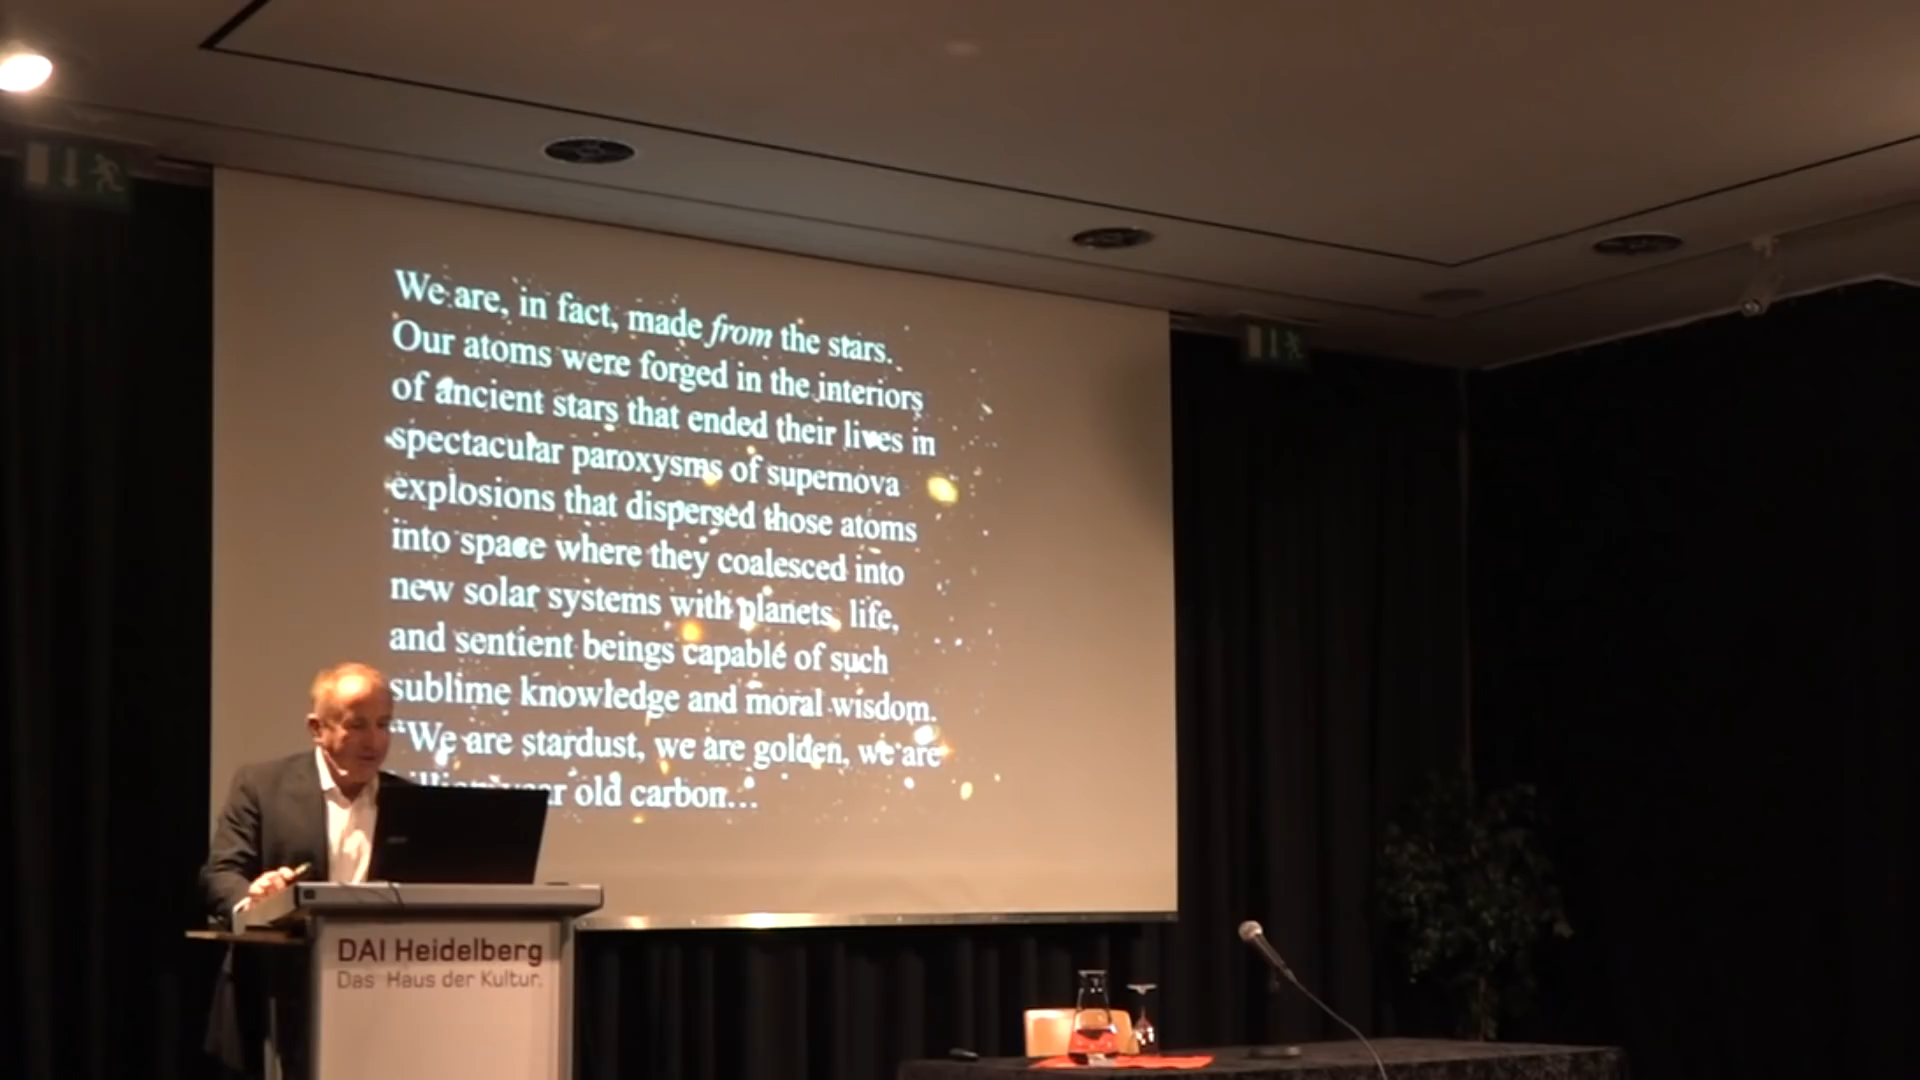 We are, in fact, made from the stars.
Our atoms were forged in the interiors
of ancient stars that ended their lives in
spectacular paroxysms of supernova
explosions that dispersed those atoms
into space where they coalesced into
new solar systems with planets, life,
and sentient beings capable of such
sublime knowledge and moral wisdom.
“We are stardust, we are golden, we are
old carbon…
DAI Heidelberg
Das Haus der Kultur.